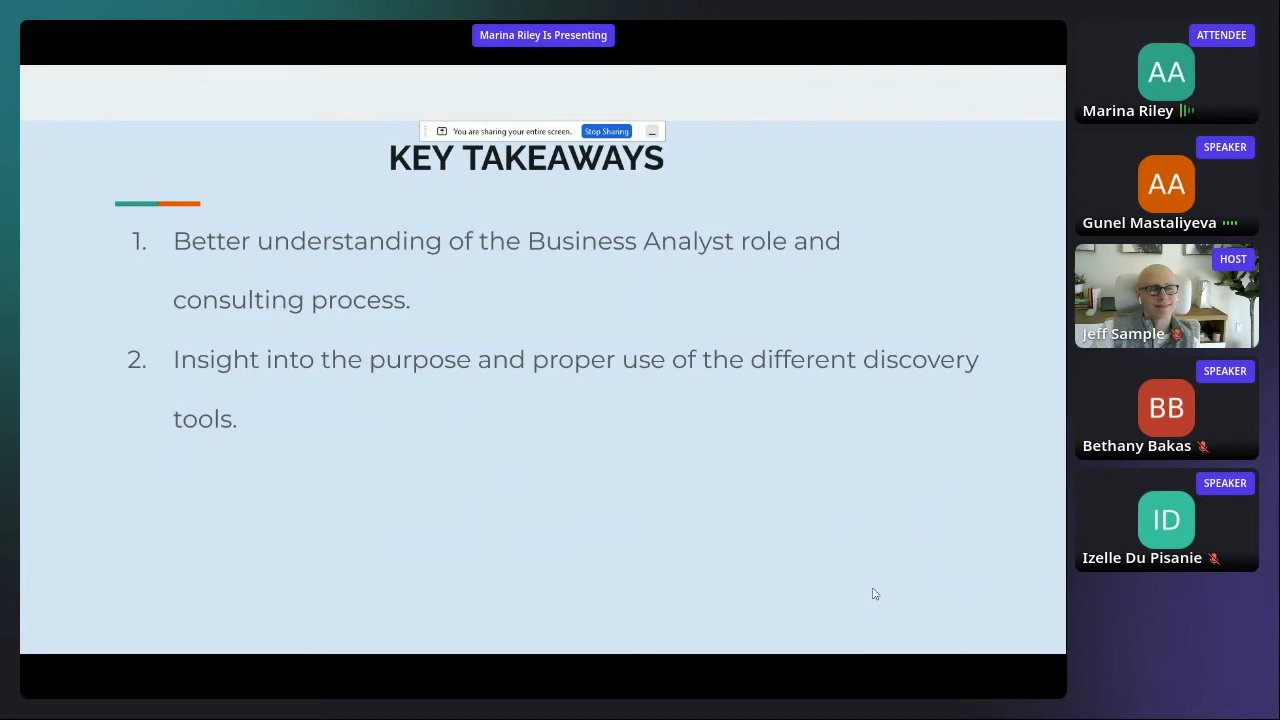 Marina Riley Is Presenting
You are sharing your entire screen. Stop Sharing
KEY TAKEAWAYS
1. Better understanding of the Business Analyst role and
consulting process.
2. Insight into the purpose and proper use of the different discovery
tools.
ATTENDEE
AA
Marina Riley
SPEAKER
AA
Gunel Mastaliyeva
HOST
Jeff Sample
SPEAKER
BB
Bethany Bakas
SPEAKER
ID
Izelle Du Pisanie